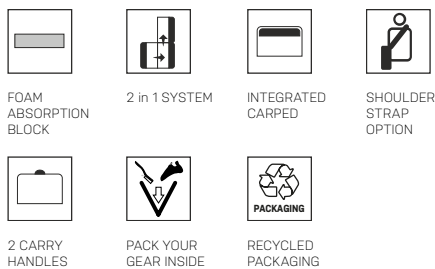 FOAM
ABSORPTION
BLOCK
2 in 1 SYSTEM
INTEGRATED
CARPED
SHOULDER
STRAP
OPTION
PACKAGING
2 CARRY
HANDLES
PACK YOUR
GEAR INSIDE
RECYCLED
PACKAGING